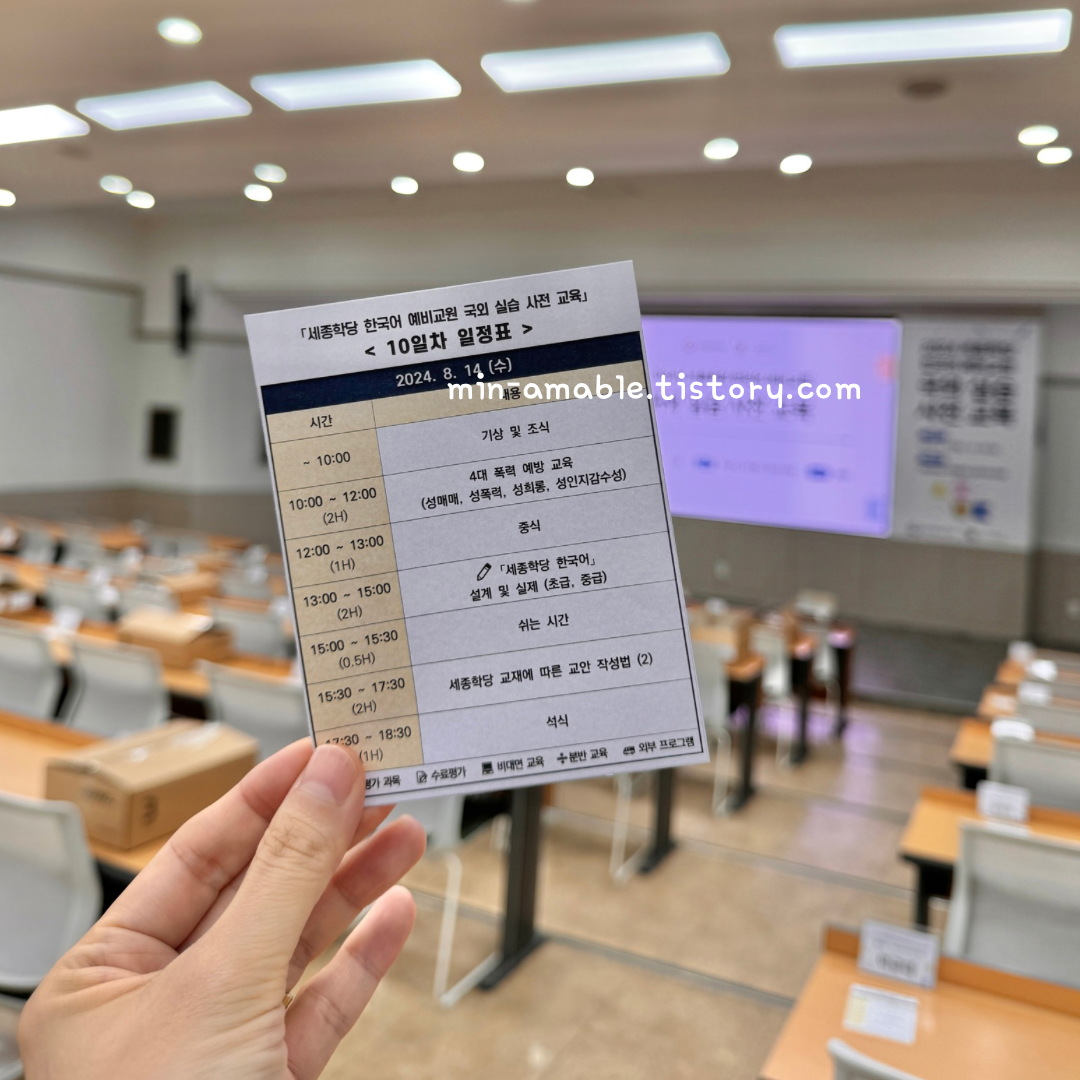 「세종학당 한국어 예비교원 국외 실습 사전 교육」
< 10일차 일정표 >
2024. 8. 14 (수)
min-amable.tistory.com
시간
~ 10:00
기상 및 조식
10:00 ~ 12:00
(2H)
4대 폭력 예방 교육
(성매매, 성폭력, 성희롱, 성인지감수성)
12:00 ~ 13:00
(1H)
중식
13:00 ~ 15:00
(2H)
「세종학당 한국어」
설계 및 실제 (초급, 중급)
15:00 ~ 15:30
(0.5H)
쉬는 시간
15:30 ~ 17:30
(2H)
세종학당 교재에 따른 교안 작성법 (2)
17:30 ~ 18:30
(1H)
석식
평가 과목 수료평가 비대면 교육 분반 교육 외부 프로그램